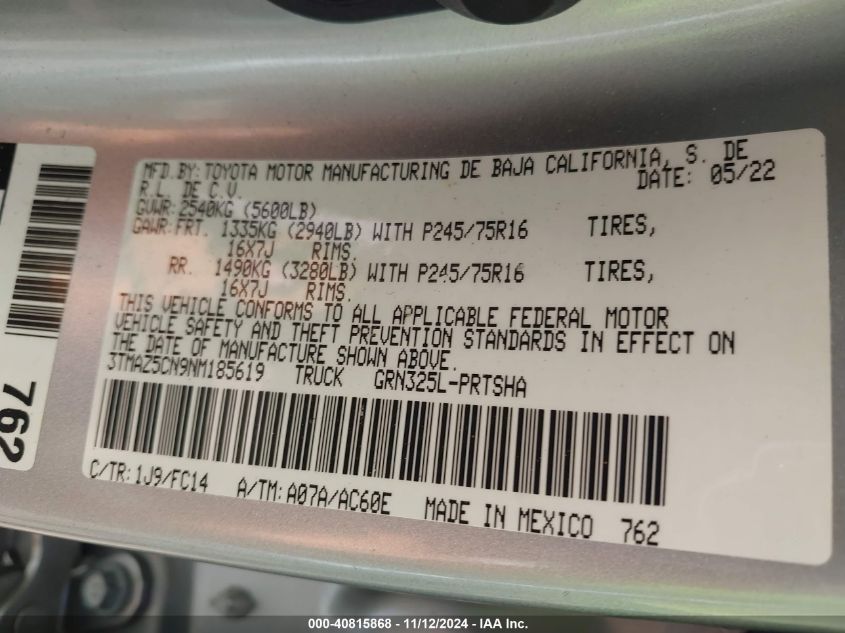 MFD. BY: TOYOTA MOTOR MANUFACTURING DE BAJA CALIFORNIA, S. DE
R.L. DE C.V. DATE: 05/22
GVWR: 2540KG (5600LB)
GAWR: FRT. 1335KG (2940LB) WITH P245/75R16 TIRES,
16X7J RIMS.
RR. 1490KG (3280LB) WITH P245/75R16 TIRES,
16X7J RIMS.
THIS VEHICLE CONFORMS TO ALL APPLICABLE FEDERAL MOTOR
VEHICLE SAFETY AND THEFT PREVENTION STANDARDS IN EFFECT ON
THE DATE OF MANUFACTURE SHOWN ABOVE.
3TMAZ5CN9NM185619 TRUCK GRN325L-PRTSHA
C/TR: 1J9/FC14 A/TM: A07A/AC60E MADE IN MEXICO 762
762
000-40815868 - 11/12/2024 - IAA Inc.